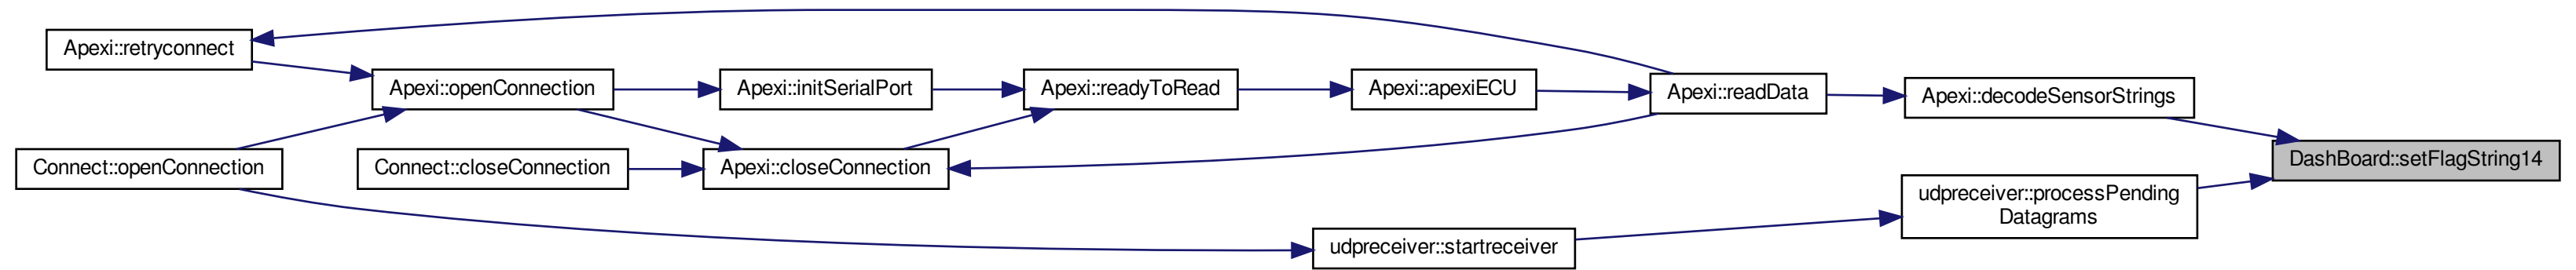 Apexi::retryconnect
Apexi::openConnection
Apexi::initSerialPort
Apexi::readyToRead
Apexi::apexiECU
Apexi::readData
Apexi::decodeSensorStrings
DashBoard::setFlagString14
Connect::openConnection
Connect::closeConnection
Apexi::closeConnection
udpreceiver::processPending
Datagrams
udpreceiver::startreceiver